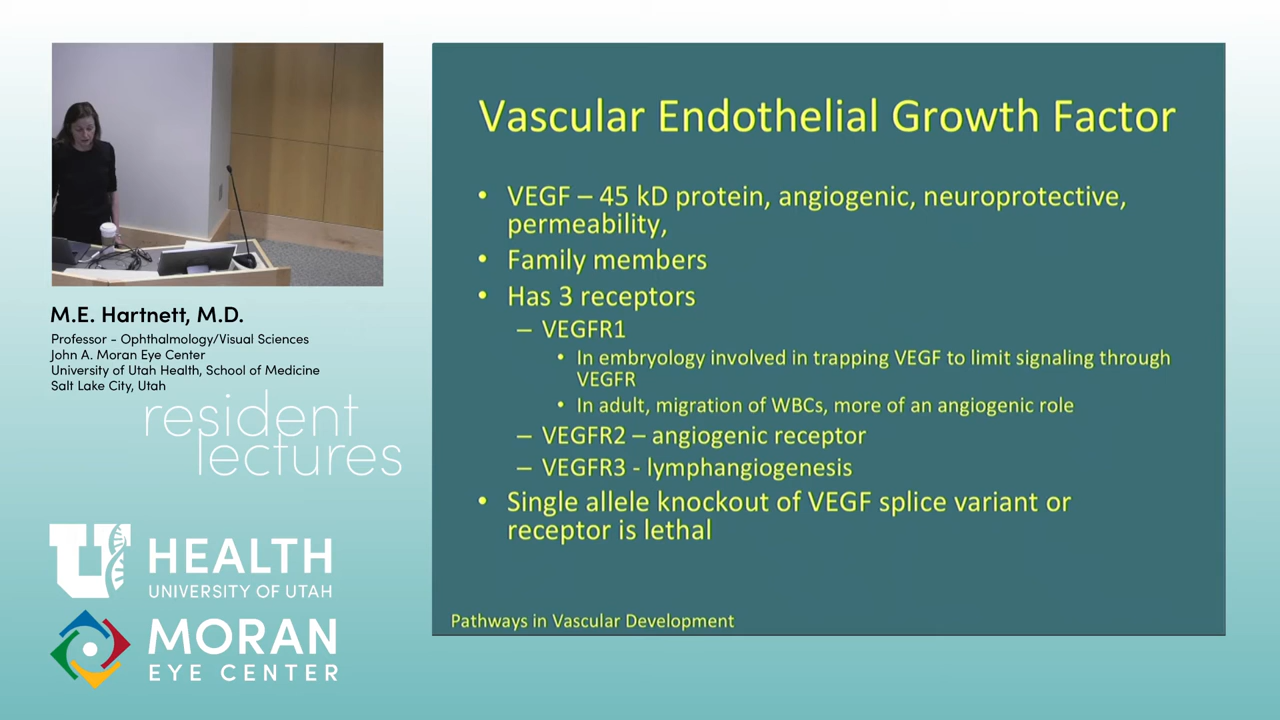 Vascular Endothelial Growth Factor
• VEGF – 45 kD protein, angiogenic, neuroprotective,
permeability,
• Family members
• Has 3 receptors
– VEGFR1
• In embryology involved in trapping VEGF to limit signaling through
VEGFR
• In adult, migration of WBCs, more of an angiogenic role
– VEGFR2 – angiogenic receptor
– VEGFR3 - lymphangiogenesis
• Single allele knockout of VEGF splice variant or
receptor is lethal
Pathways in Vascular Development
M.E. Hartnett, M.D.
Professor - Ophthalmology/Visual Sciences
John A. Moran Eye Center
University of Utah Health, School of Medicine
Salt Lake City, Utah
resident
lectures
U HEALTH
UNIVERSITY OF UTAH
MORAN
EYE CENTER